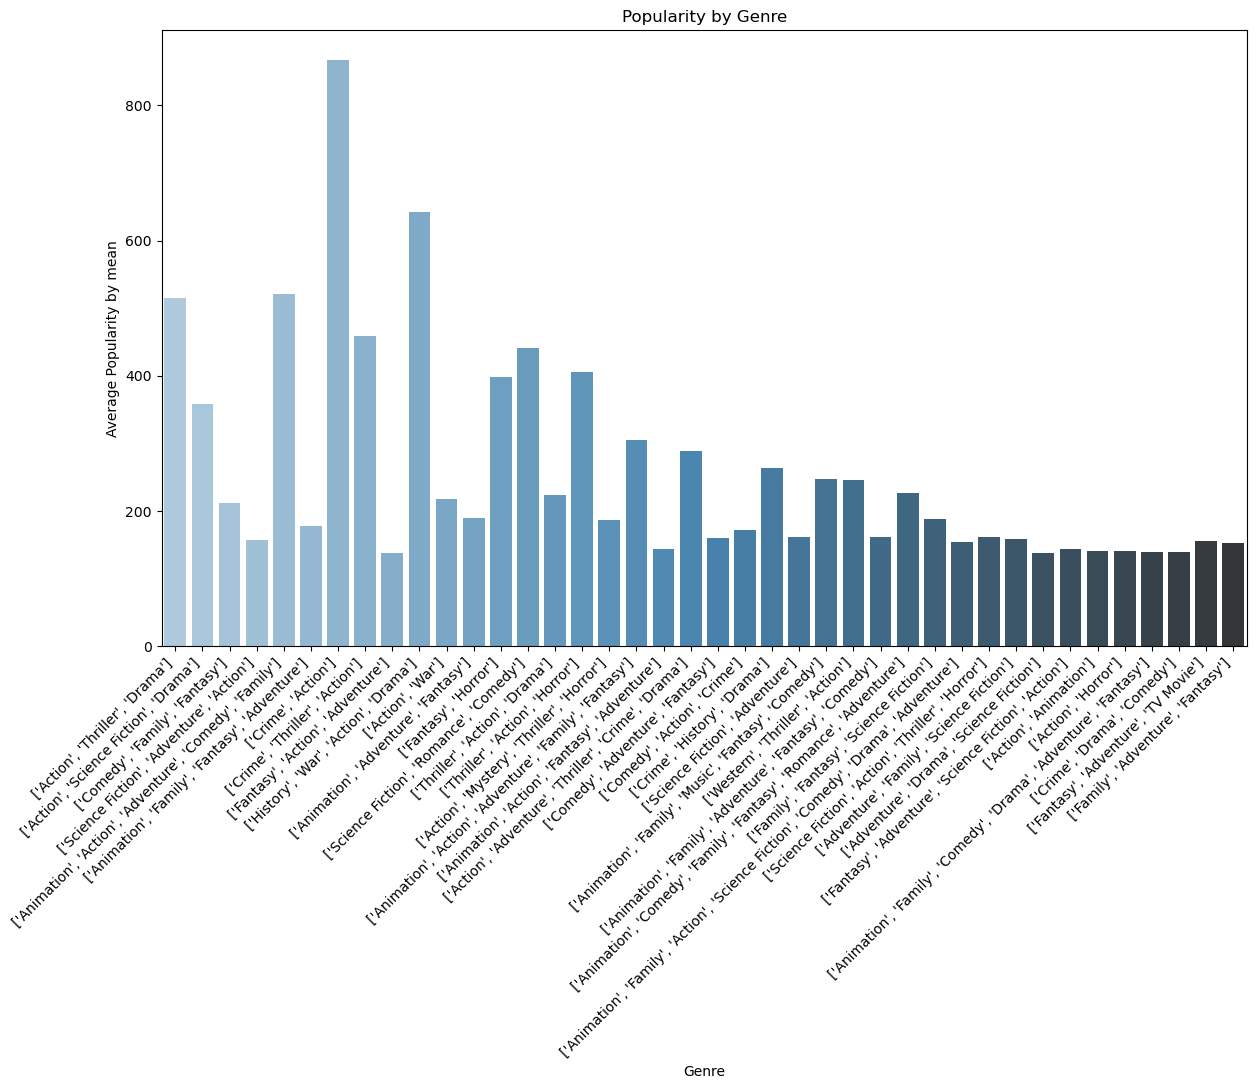 Popularity by Genre
Average Popularity by mean
800
600
400
200
0
['Action', 'Thriller', 'Drama']
['Action', 'Science Fiction', 'Drama']
['Comedy', 'Family', 'Fantasy']
['Science Fiction', 'Adventure', 'Action']
['Animation', 'Action', 'Adventure', 'Comedy', 'Family']
['Animation', 'Family', 'Fantasy', 'Adventure']
['Crime', 'Action']
['Crime', 'Thriller', 'Action']
['Fantasy', 'Action', 'Adventure']
['History', 'War', 'Action', 'Drama']
['Action', 'War']
['Animation', 'Adventure', 'Fantasy']
['Fantasy', 'Horror']
['Science Fiction', 'Romance', 'Comedy']
['Thriller', 'Action', 'Drama']
['Thriller', 'Action', 'Horror']
['Action', 'Mystery', 'Thriller', 'Horror']
['Animation', 'Action', 'Adventure', 'Family', 'Fantasy']
['Animation', 'Action', 'Fantasy', 'Adventure']
['Action', 'Adventure', 'Thriller', 'Crime', 'Drama']
['Comedy', 'Adventure', 'Fantasy']
['Comedy', 'Action', 'Crime']
['Crime', 'History', 'Drama']
['Science Fiction', 'Adventure']
['Animation', 'Family', 'Music', 'Fantasy', 'Comedy']
['Western', 'Thriller', 'Action']
['Animation', 'Family', 'Adventure', 'Fantasy', 'Comedy']
['Animation', 'Comedy', 'Family', 'Fantasy', 'Romance', 'Adventure']
['Family', 'Fantasy', 'Science Fiction']
['Animation', 'Family', 'Action', 'Science Fiction', 'Comedy', 'Drama', 'Adventure']
['Science Fiction', 'Action', 'Thriller', 'Horror']
['Adventure', 'Family', 'Science Fiction']
['Adventure', 'Drama', 'Science Fiction']
['Fantasy', 'Adventure', 'Science Fiction', 'Action']
['Action', 'Animation']
['Action', 'Horror']
['Animation', 'Family', 'Comedy', 'Drama', 'Adventure', 'Fantasy']
['Crime', 'Drama', 'Comedy']
['Fantasy', 'Adventure', 'TV Movie']
['Family', 'Adventure', 'Fantasy']
Genre